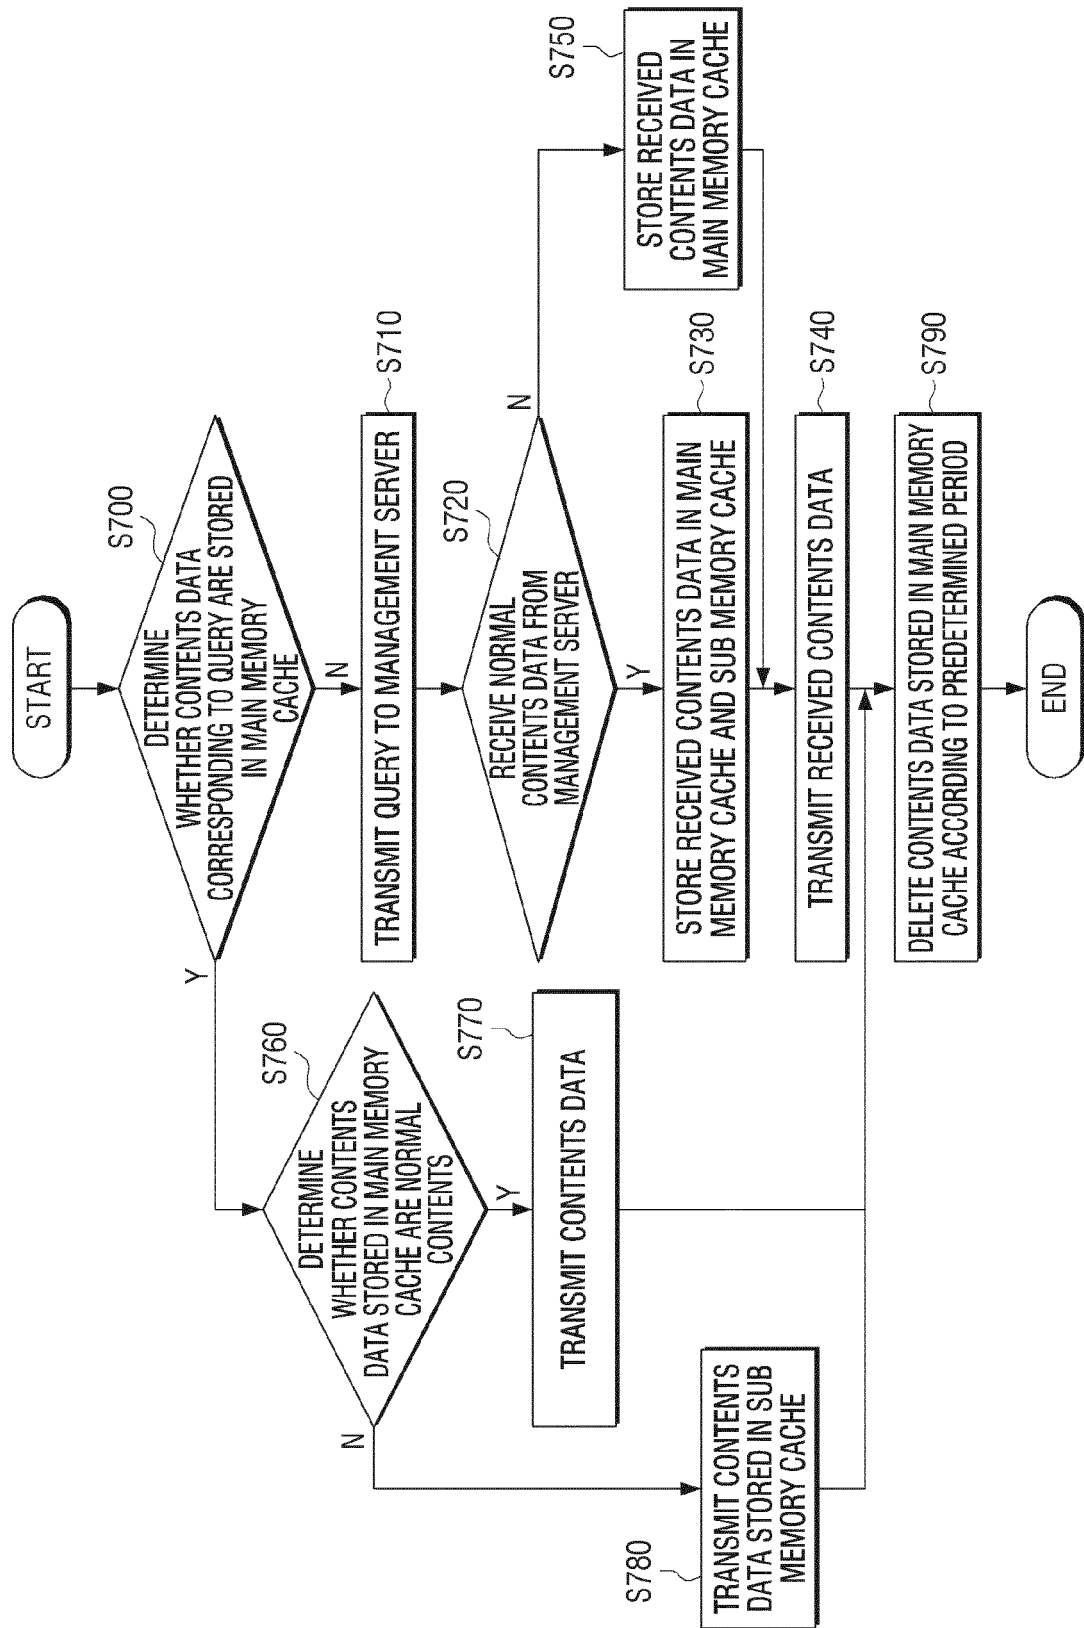 START
S700
DETERMINE
WHETHER CONTENTS DATA
CORRESPONDING TO QUERY ARE STORED
IN MAIN MEMORY
CACHE
Y
N
S760
DETERMINE
WHETHER CONTENTS
DATA STORED IN MAIN MEMORY
CACHE ARE NORMAL
CONTENTS
N
Y
S710
TRANSMIT QUERY TO MANAGEMENT SERVER
S720
RECEIVE NORMAL
CONTENTS DATA FROM
MANAGEMENT SERVER
N
Y
S770
TRANSMIT CONTENTS DATA
S750
STORE RECEIVED
CONTENTS DATA IN
MAIN MEMORY CACHE
S730
STORE RECEIVED CONTENTS DATA IN MAIN
MEMORY CACHE AND SUB MEMORY CACHE
S780
TRANSMIT CONTENTS
DATA STORED IN SUB
MEMORY CACHE
S740
TRANSMIT RECEIVED CONTENTS DATA
S790
DELETE CONTENTS DATA STORED IN MAIN MEMORY
CACHE ACCORDING TO PREDETERMINED PERIOD
END